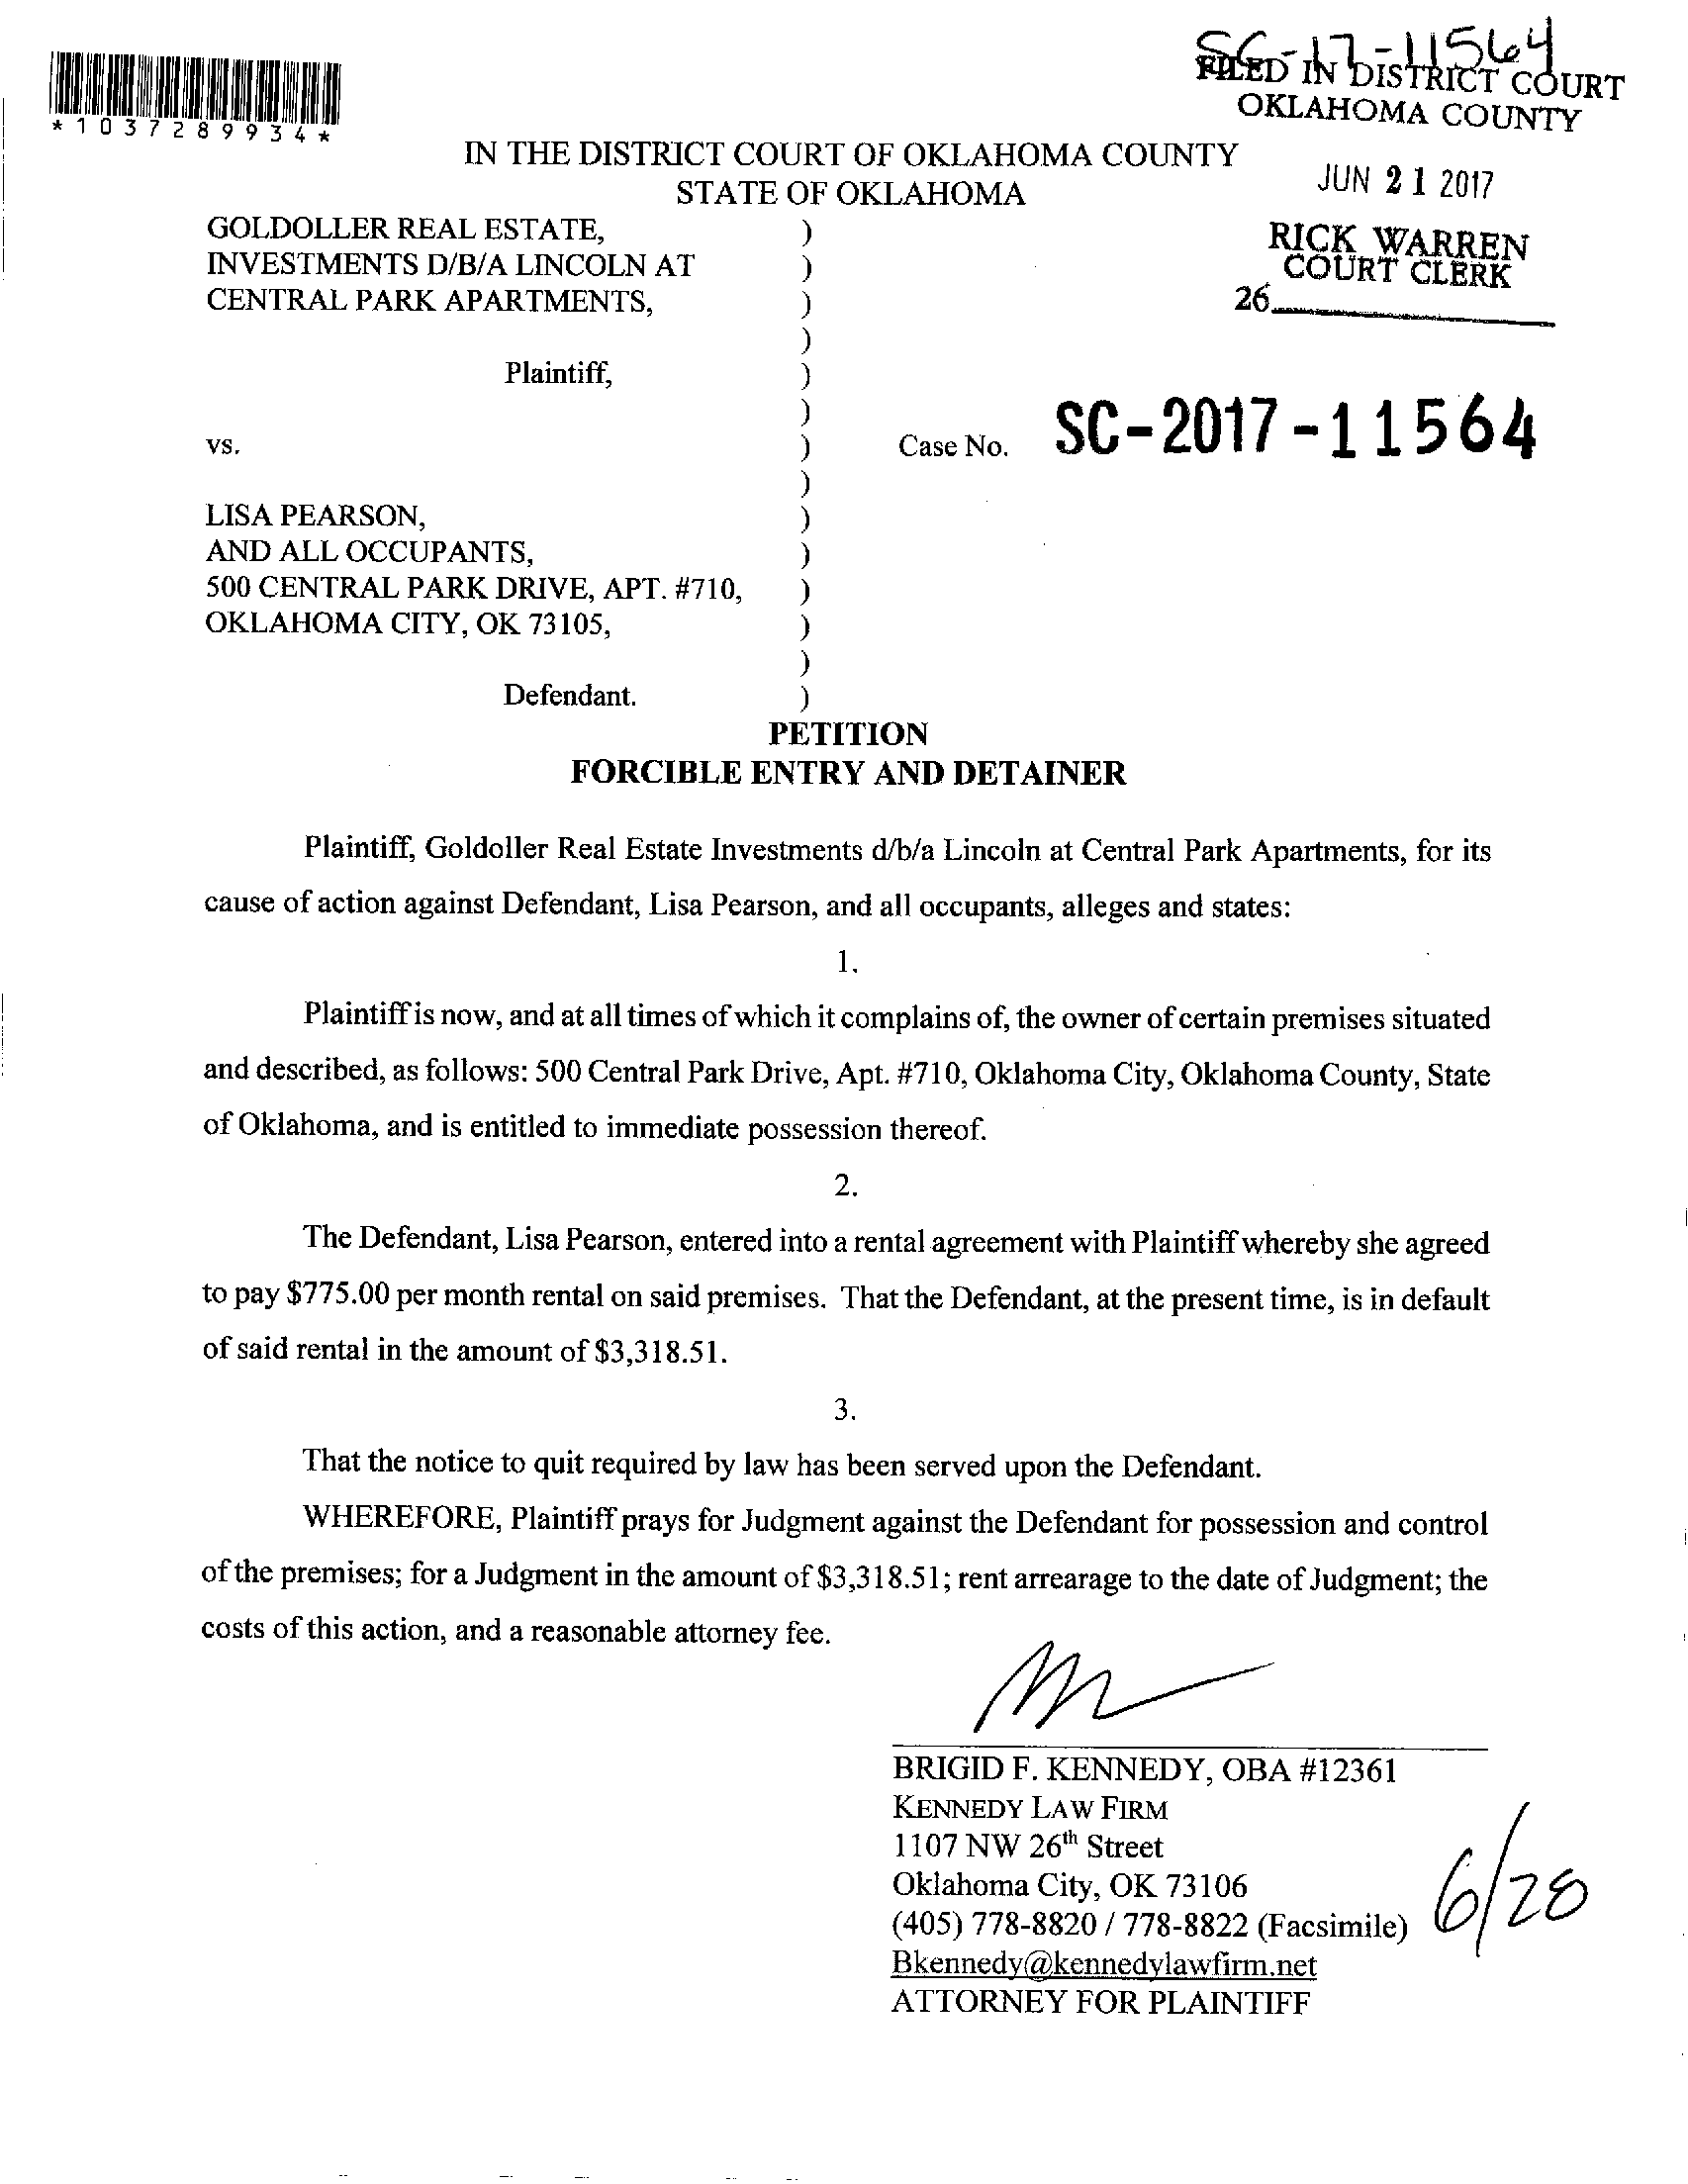 SC-17-11564
FILED IN DISTRICT COURT
OKLAHOMA COUNTY
*1037289934*
IN THE DISTRICT COURT OF OKLAHOMA COUNTY
STATE OF OKLAHOMA
JUN 21 2017
RICK WARREN
COURT CLERK
26
GOLDOLLER REAL ESTATE, )
INVESTMENTS D/B/A LINCOLN AT )
CENTRAL PARK APARTMENTS, )
)
Plaintiff, )
)
vs. ) Case No. SC-2017-11564
)
LISA PEARSON, )
AND ALL OCCUPANTS, )
500 CENTRAL PARK DRIVE, APT. #710, )
OKLAHOMA CITY, OK 73105, )
)
Defendant. )
PETITION
FORCIBLE ENTRY AND DETAINER
Plaintiff, Goldoller Real Estate Investments d/b/a Lincoln at Central Park Apartments, for its
cause of action against Defendant, Lisa Pearson, and all occupants, alleges and states:
1.
Plaintiff is now, and at all times of which it complains of, the owner of certain premises situated
and described, as follows: 500 Central Park Drive, Apt. #710, Oklahoma City, Oklahoma County, State
of Oklahoma, and is entitled to immediate possession thereof.
2.
The Defendant, Lisa Pearson, entered into a rental agreement with Plaintiff whereby she agreed
to pay $775.00 per month rental on said premises. That the Defendant, at the present time, is in default
of said rental in the amount of $3,318.51.
3.
That the notice to quit required by law has been served upon the Defendant.
WHEREFORE, Plaintiff prays for Judgment against the Defendant for possession and control
of the premises; for a Judgment in the amount of $3,318.51; rent arrearage to the date of Judgment; the
costs of this action, and a reasonable attorney fee.
BRIGID F. KENNEDY, OBA #12361
KENNEDY LAW FIRM
1107 NW 26th Street
Oklahoma City, OK 73106
(405) 778-8820 / 778-8822 (Facsimile)
Bkennedy@kennedylawfirm.net
ATTORNEY FOR PLAINTIFF
6/28